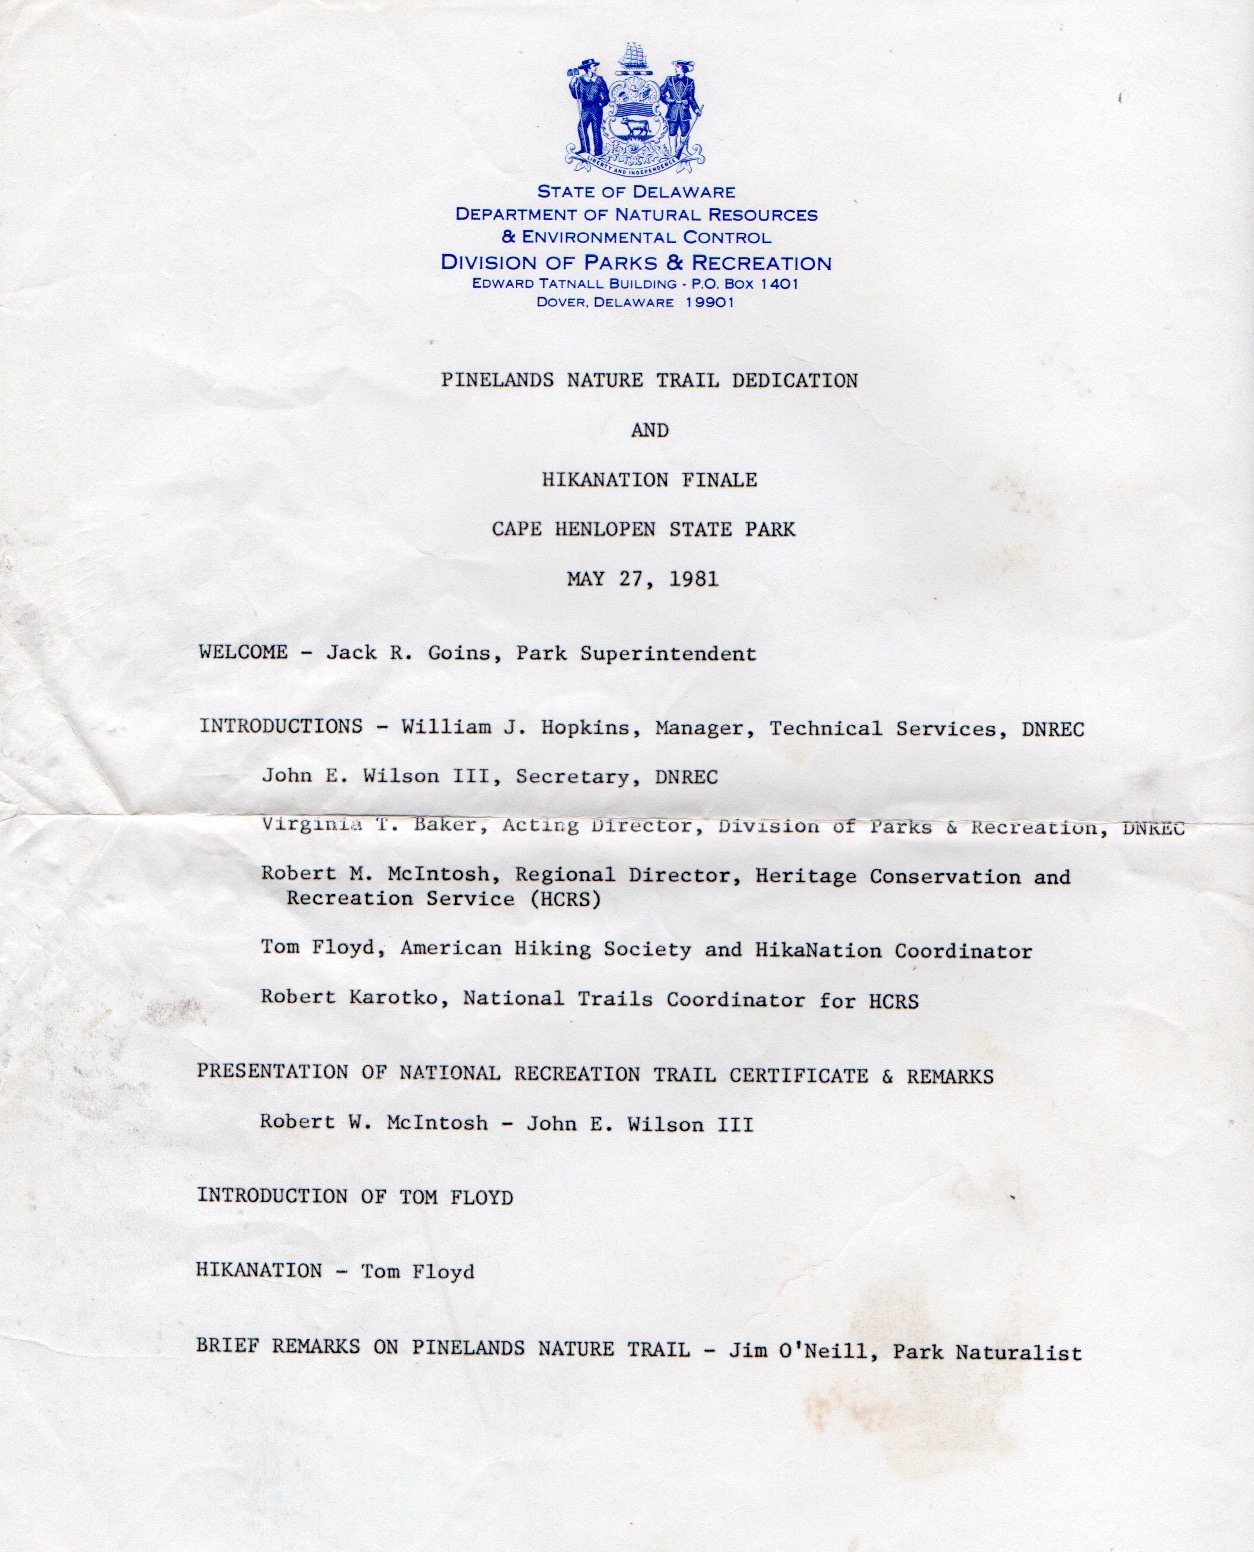 LIBERTY AND INDEPENDENCE
STATE OF DELAWARE
DEPARTMENT OF NATURAL RESOURCES
& ENVIRONMENTAL CONTROL
DIVISION OF PARKS & RECREATION
EDWARD TATNALL BUILDING - P.O. BOX 1401
DOVER, DELAWARE 19901
PINELANDS NATURE TRAIL DEDICATION
AND
HIKANATION FINALE
CAPE HENLOPEN STATE PARK
MAY 27, 1981
WELCOME - Jack R. Goins, Park Superintendent
INTRODUCTIONS - William J. Hopkins, Manager, Technical Services, DNREC
John E. Wilson III, Secretary, DNREC
Virginia T. Baker, Acting Director, Division of Parks & Recreation, DNREC
Robert M. McIntosh, Regional Director, Heritage Conservation and
Recreation Service (HCRS)
Tom Floyd, American Hiking Society and HikaNation Coordinator
Robert Karotko, National Trails Coordinator for HCRS
PRESENTATION OF NATIONAL RECREATION TRAIL CERTIFICATE & REMARKS
Robert W. McIntosh - John E. Wilson III
INTRODUCTION OF TOM FLOYD
HIKANATION - Tom Floyd
BRIEF REMARKS ON PINELANDS NATURE TRAIL - Jim O'Neill, Park Naturalist